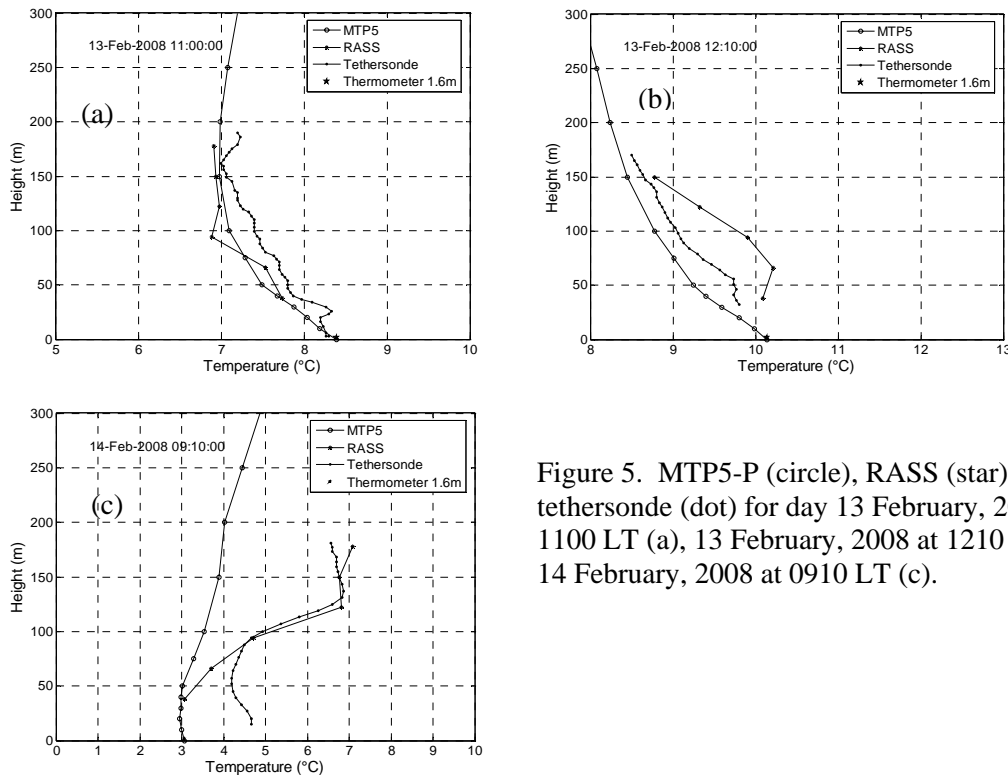 300
250
200
150
100
50
0
Height (m)
13-Feb-2008 11:00:00
(a)
MTP5
RASS
Tethersonde
Thermometer 1.6m
5 6 7 8 9 10
Temperature (°C)
300
250
200
150
100
50
0
Height (m)
13-Feb-2008 12:10:00
(b)
MTP5
RASS
Tethersonde
Thermometer 1.6m
8 9 10 11 12 13
Temperature (°C)
300
250
200
150
100
50
0
Height (m)
14-Feb-2008 09:10:00
(c)
MTP5
RASS
Tethersonde
Thermometer 1.6m
0 1 2 3 4 5 6 7 8 9 10
Temperature (°C)
Figure 5. MTP5-P (circle), RASS (star)
tethersonde (dot) for day 13 February, 2
1100 LT (a), 13 February, 2008 at 1210
14 February, 2008 at 0910 LT (c).